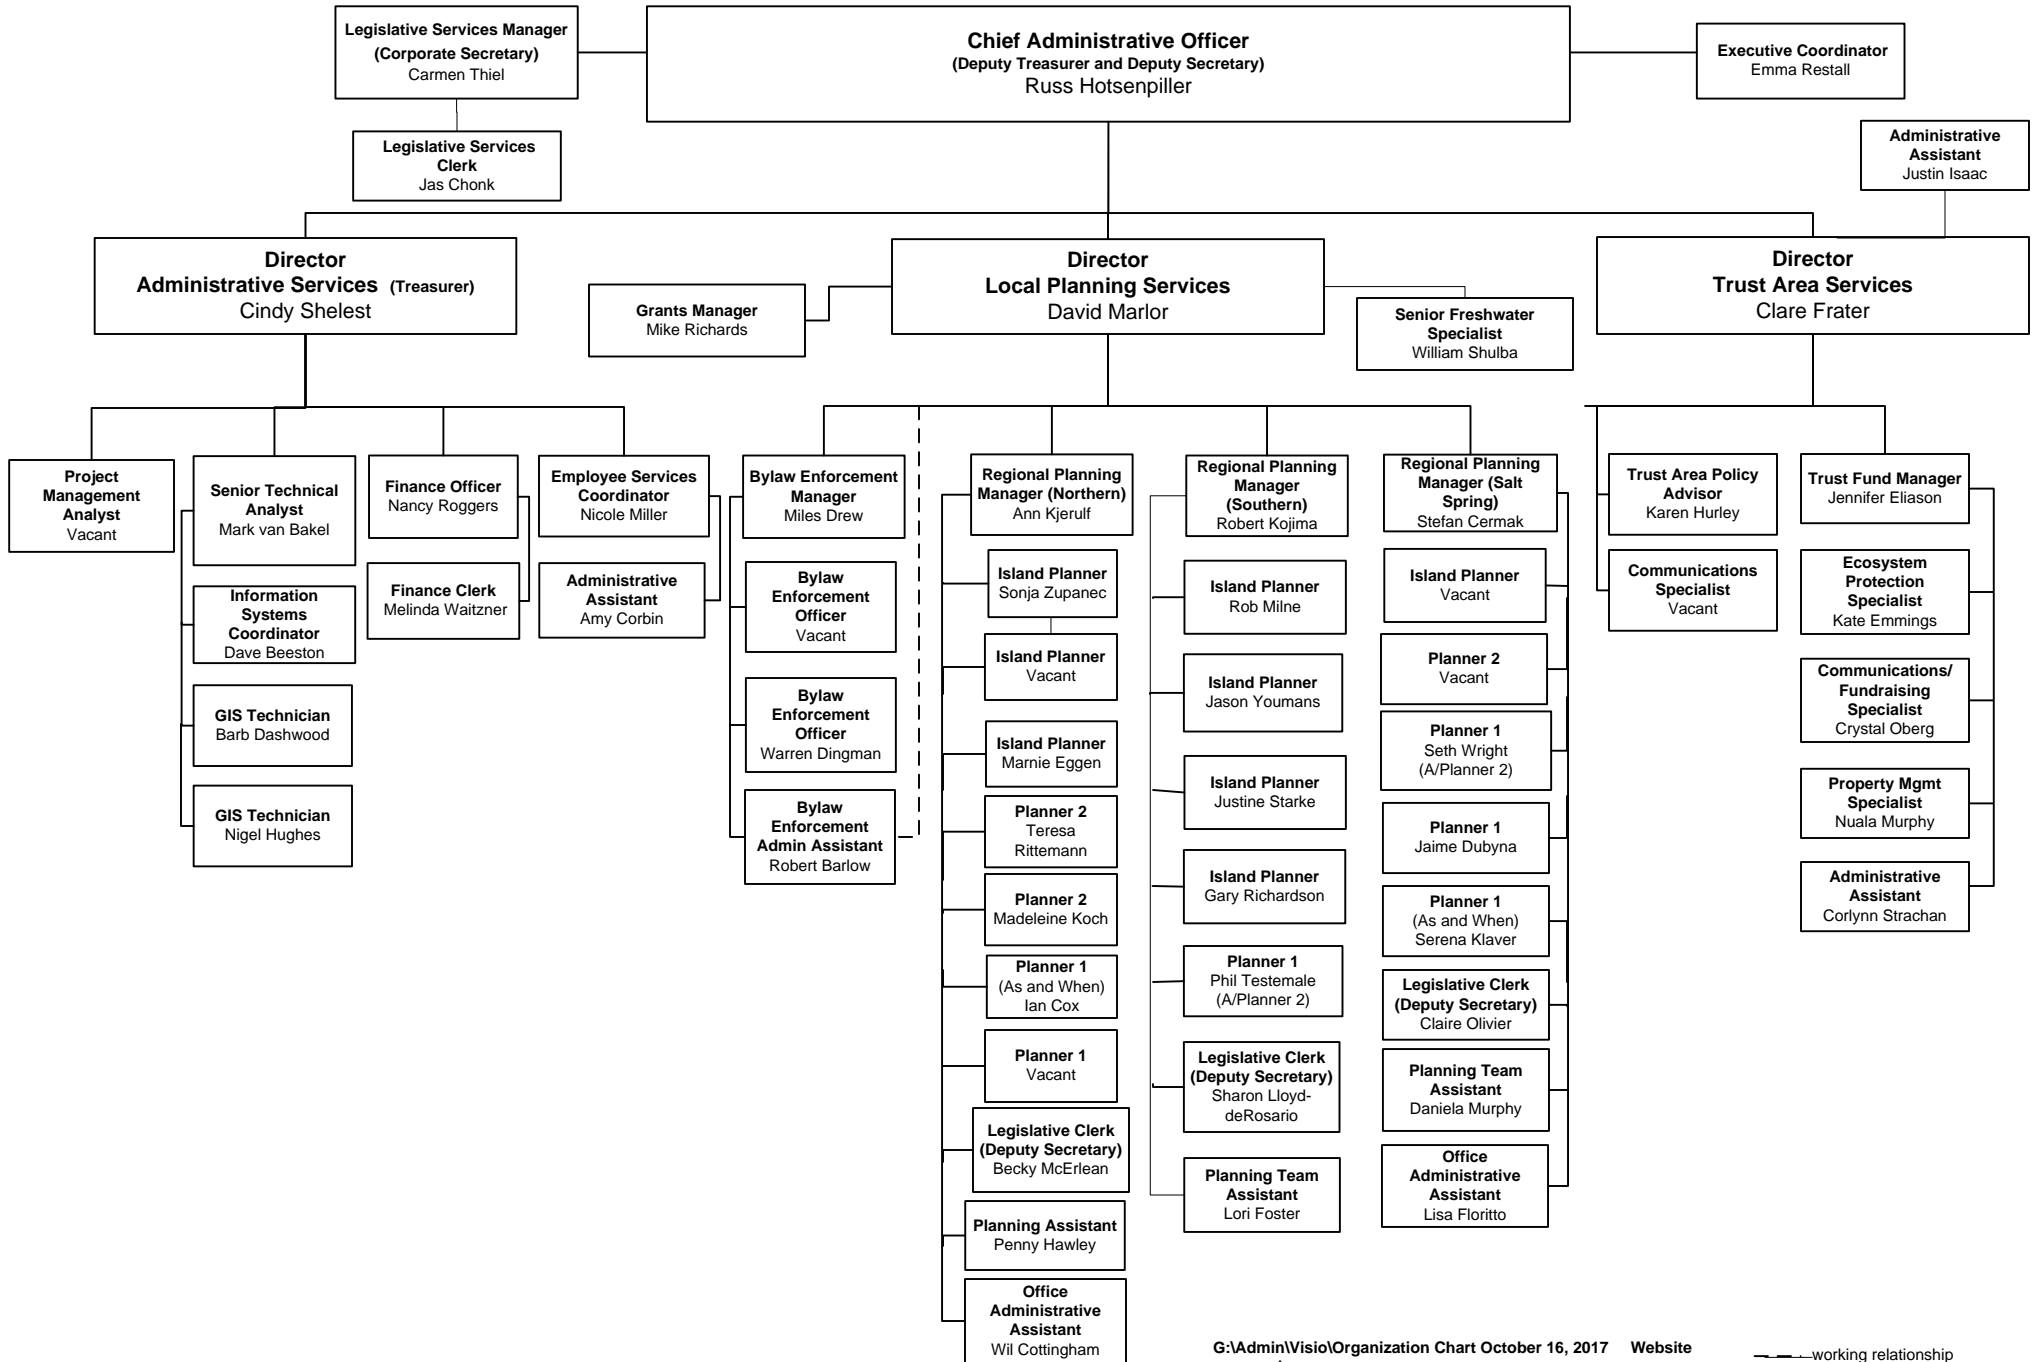 Legislative Services Manager
(Corporate Secretary)
Carmen Thiel
Chief Administrative Officer
(Deputy Treasurer and Deputy Secretary)
Russ Hotsenpiller
Executive Coordinator
Emma Restall
Legislative Services
Clerk
Jas Chonk
Administrative
Assistant
Justin Isaac
Director
Administrative Services (Treasurer)
Cindy Shelest
Grants Manager
Mike Richards
Director
Local Planning Services
David Marlor
Senior Freshwater
Specialist
William Shulba
Director
Trust Area Services
Clare Frater
Project
Management
Analyst
Vacant
Senior Technical
Analyst
Mark van Bakel
Information
Systems
Coordinator
Dave Beeston
GIS Technician
Barb Dashwood
GIS Technician
Nigel Hughes
Finance Officer
Nancy Roggers
Finance Clerk
Melinda Waitzner
Employee Services
Coordinator
Nicole Miller
Administrative
Assistant
Amy Corbin
Bylaw Enforcement
Manager
Miles Drew
Bylaw
Enforcement
Officer
Vacant
Bylaw
Enforcement
Officer
Warren Dingman
Bylaw
Enforcement
Admin Assistant
Robert Barlow
Regional Planning
Manager (Northern)
Ann Kjerulf
Island Planner
Sonja Zupanec
Island Planner
Vacant
Island Planner
Marnie Eggen
Planner 2
Teresa
Rittemann
Planner 2
Madeleine Koch
Planner 1
(As and When)
Ian Cox
Planner 1
Vacant
Legislative Clerk
(Deputy Secretary)
Becky McErlean
Planning Assistant
Penny Hawley
Office
Administrative
Assistant
Wil Cottingham
Regional Planning
Manager
(Southern)
Robert Kojima
Island Planner
Rob Milne
Island Planner
Jason Youmans
Island Planner
Justine Starke
Island Planner
Gary Richardson
Planner 1
Phil Testemale
(A/Planner 2)
Legislative Clerk
(Deputy Secretary)
Sharon Lloyd-
deRosario
Planning Team
Assistant
Lori Foster
Regional Planning
Manager (Salt
Spring)
Stefan Cermak
Island Planner
Vacant
Planner 2
Vacant
Planner 1
Seth Wright
(A/Planner 2)
Planner 1
Jaime Dubyna
Planner 1
(As and When)
Serena Klaver
Legislative Clerk
(Deputy Secretary)
Claire Olivier
Planning Team
Assistant
Daniela Murphy
Office
Administrative
Assistant
Lisa Floritto
Trust Area Policy
Advisor
Karen Hurley
Communications
Specialist
Vacant
Trust Fund Manager
Jennifer Eliason
Ecosystem
Protection
Specialist
Kate Emmings
Communications/
Fundraising
Specialist
Crystal Oberg
Property Mgmt
Specialist
Nuala Murphy
Administrative
Assistant
Corlynn Strachan
G:\Admin\Visio\Organization Chart October 16, 2017 Website
working relationship